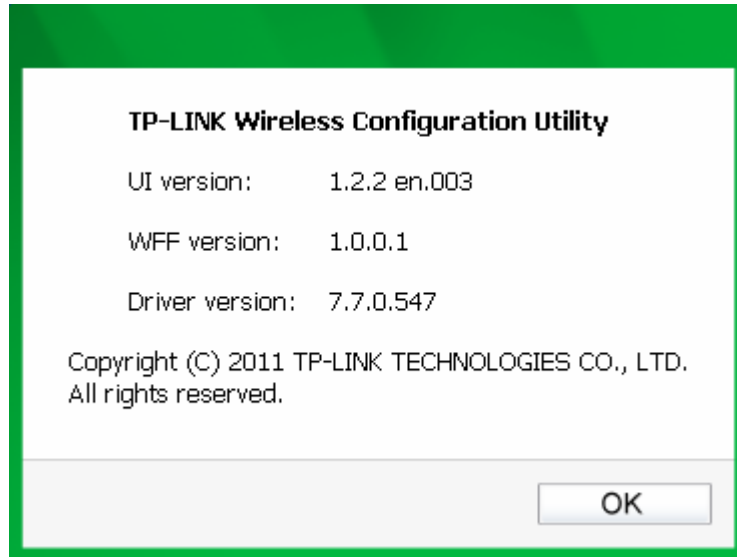 TP-LINK Wireless Configuration Utility
UI version: 1.2.2 en.003
WFF version: 1.0.0.1
Driver version: 7.7.0.547
Copyright (C) 2011 TP-LINK TECHNOLOGIES CO., LTD.
All rights reserved.
OK